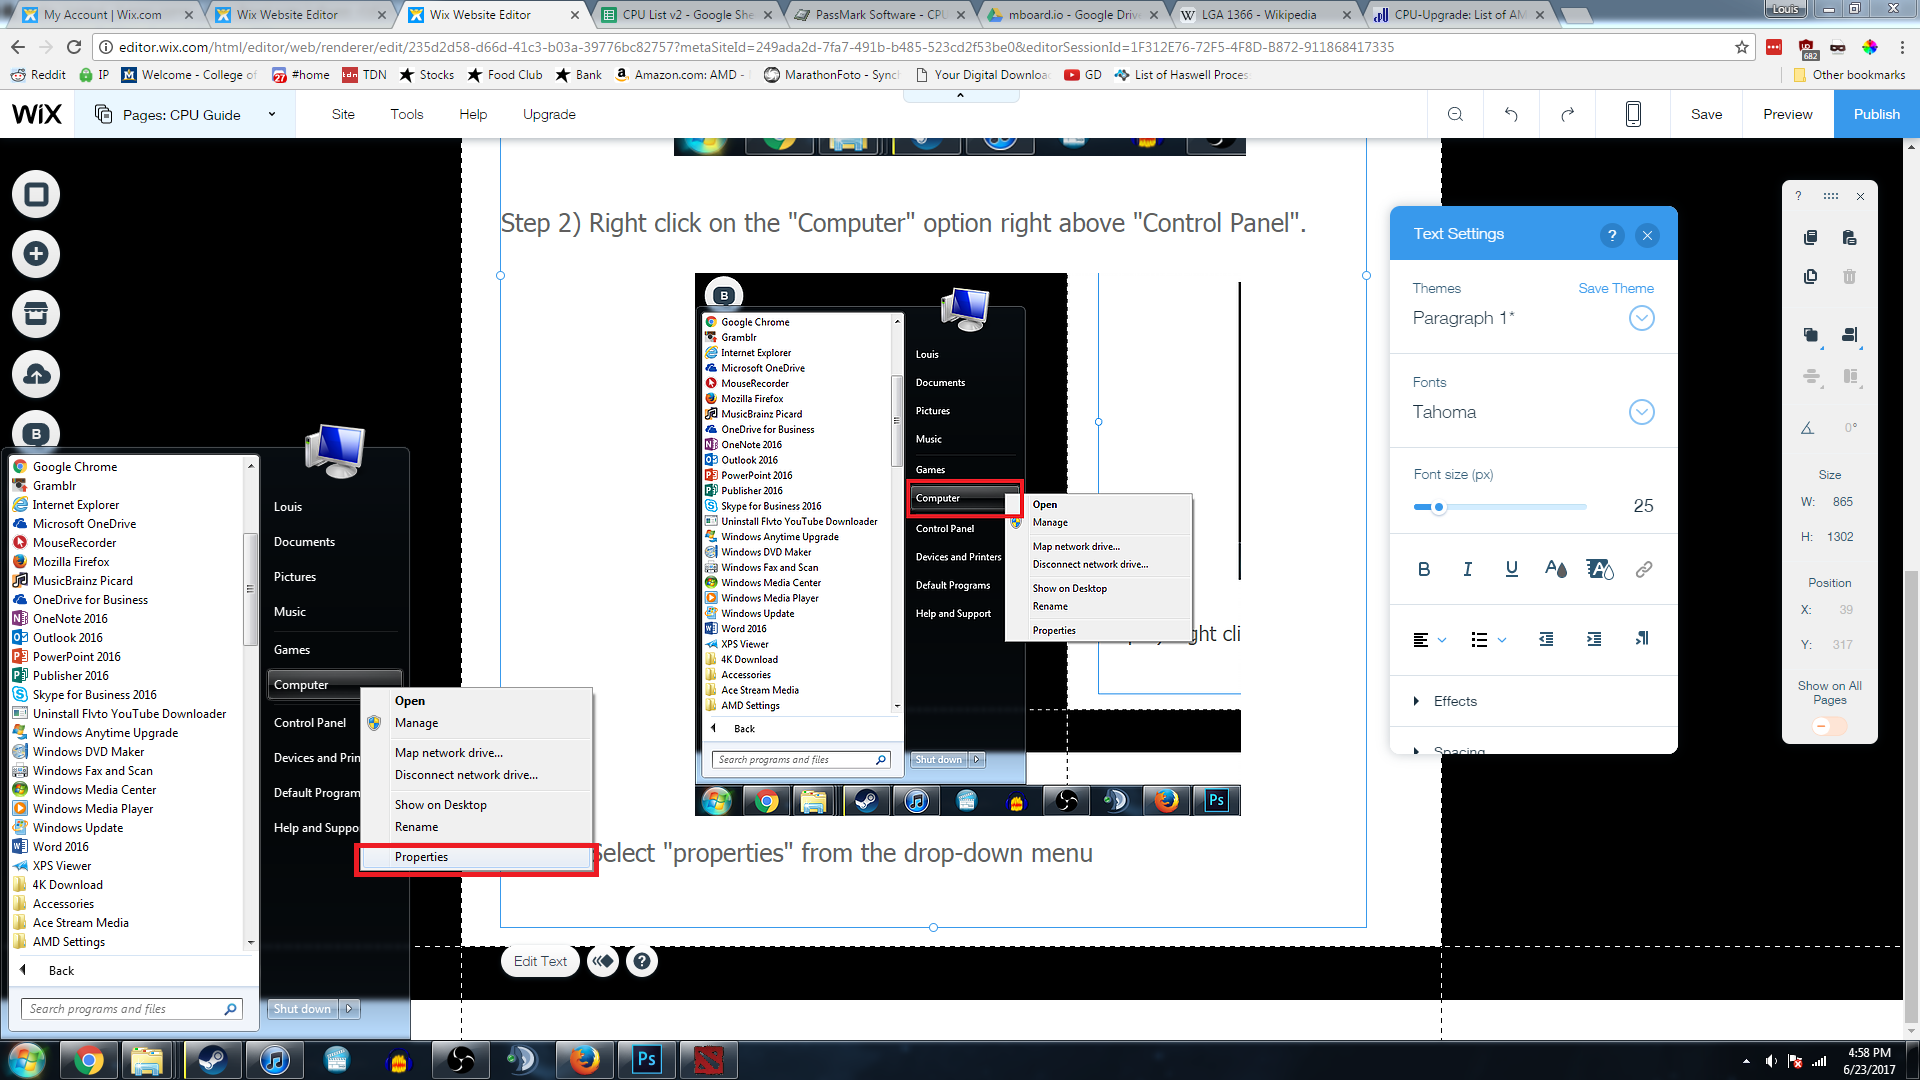 My Account | Wix.com
Wix Website Editor
Wix Website Editor
CPU List v2 - Google She
PassMark Software - CPU
mboard.io - Google Drive
LGA 1366 - Wikipedia
CPU-Upgrade: List of AM
Louis
editor.wix.com/html/editor/web/renderer/edit/235d2d58-d66d-41c3-b03a-39776bc82757?metaSiteId=249ada2d-7fa7-491b-b485-523cd2f53be0&editorSessionId=1F312E76-72F5-4F8D-B872-911868417335
682
Reddit
IP
Welcome - College of
27
#home
TDN
Stocks
Food Club
Bank
Amazon.com: AMD -
MarathonFoto - Sync
Your Digital Downloa
GD
List of Haswell Proces
Other bookmarks
WiX
Pages: CPU Guide
Site
Tools
Help
Upgrade
Save
Preview
Publish
Step 2) Right click on the "Computer" option right above "Control Panel".
B
Google Chrome
Gramblr
Internet Explorer
Microsoft OneDrive
MouseRecorder
Mozilla Firefox
MusicBrainz Picard
OneDrive for Business
OneNote 2016
Outlook 2016
PowerPoint 2016
Publisher 2016
Skype for Business 2016
Uninstall Flvto YouTube Downloader
Windows Anytime Upgrade
Windows DVD Maker
Windows Fax and Scan
Windows Media Center
Windows Media Player
Windows Update
Word 2016
XPS Viewer
4K Download
Accessories
Ace Stream Media
AMD Settings
Back
Search programs and files
Louis
Documents
Pictures
Music
Games
Computer
Control Panel
Devices and Printers
Default Programs
Help and Support
Shut down
Open
Manage
Map network drive...
Disconnect network drive...
Show on Desktop
Rename
Properties
ght cli
Ps
Select "properties" from the drop-down menu
Edit Text
?
B
Google Chrome
Gramblr
Internet Explorer
Microsoft OneDrive
MouseRecorder
Mozilla Firefox
MusicBrainz Picard
OneDrive for Business
OneNote 2016
Outlook 2016
PowerPoint 2016
Publisher 2016
Skype for Business 2016
Uninstall Flvto YouTube Downloader
Windows Anytime Upgrade
Windows DVD Maker
Windows Fax and Scan
Windows Media Center
Windows Media Player
Windows Update
Word 2016
XPS Viewer
4K Download
Accessories
Ace Stream Media
AMD Settings
Back
Search programs and files
Louis
Documents
Pictures
Music
Games
Computer
Control Panel
Devices and Prin
Default Program
Help and Suppo
Shut down
Open
Manage
Map network drive...
Disconnect network drive...
Show on Desktop
Rename
Properties
Text Settings
?
Themes
Save Theme
Paragraph 1*
Fonts
Tahoma
Font size (px)
25
B I U A A
Effects
Spacing
?
0°
Size
W: 865
H: 1302
Position
X: 39
Y: 317
Show on All
Pages
Ps
4:58 PM
6/23/2017